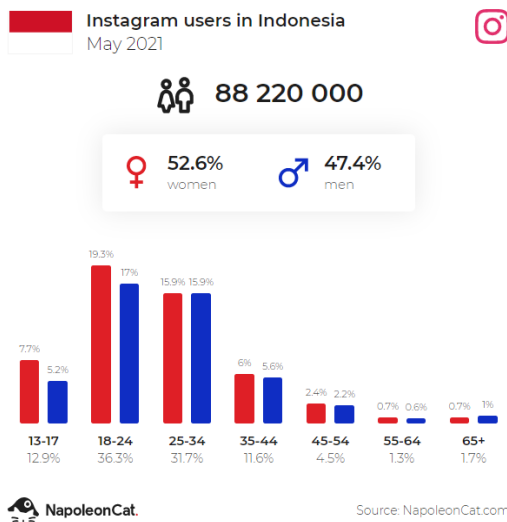 Instagram users in Indonesia
May 2021
88 220 000
52.6%
women
47.4%
men
7.7% 5.2%
19.3% 17%
15.9% 15.9%
6% 5.6%
2.4% 2.2%
0.7% 0.6%
0.7% 1%
13-17 18-24 25-34 35-44 45-54 55-64 65+
12.9% 36.3% 31.7% 11.6% 4.5% 1.3% 1.7%
NapoleonCat.
Source: NapoleonCat.com